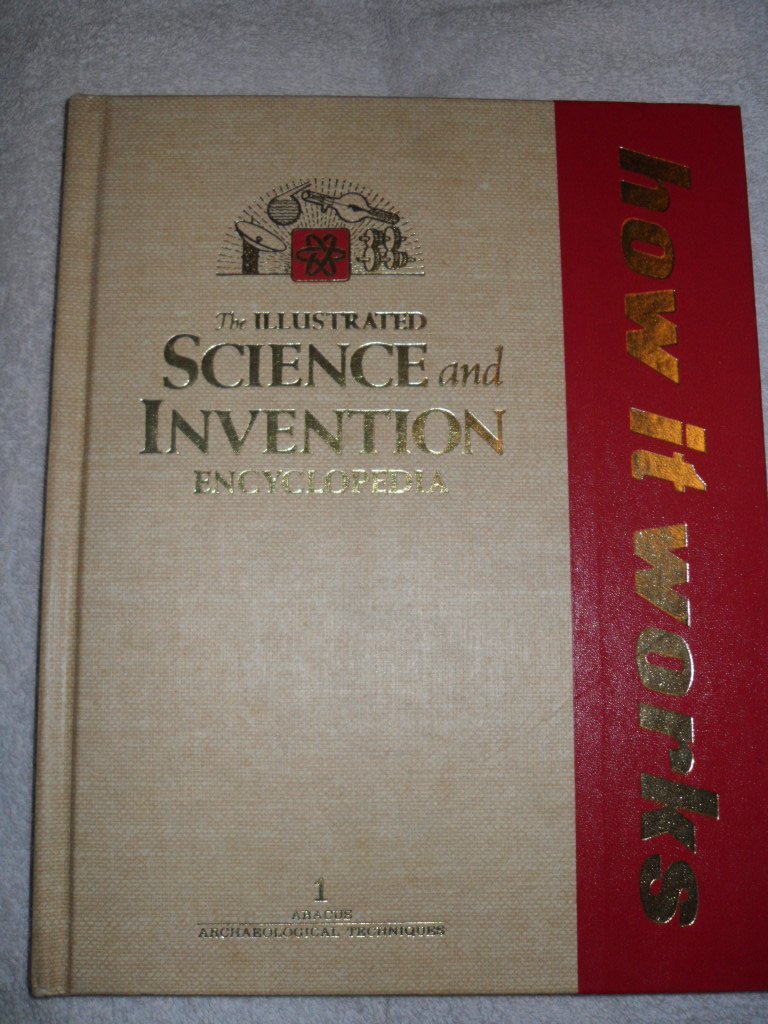 The ILLUSTRATED
SCIENCE and
INVENTION
ENCYCLOPEDIA
1
ABACUS
ARCHAEOLOGICAL TECHNIQUES
how it works